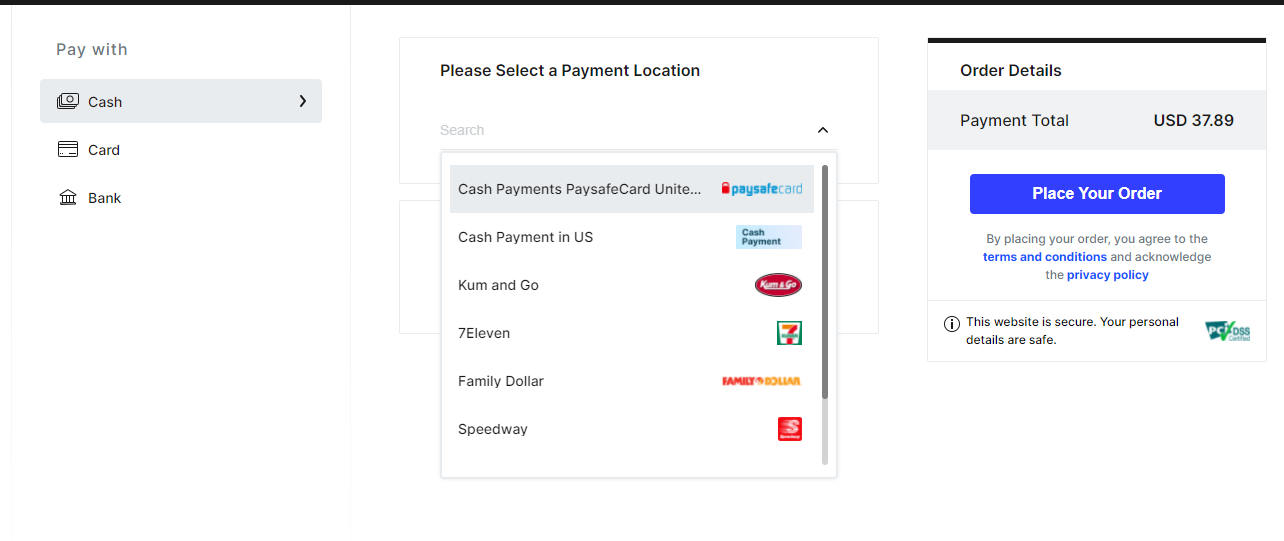 Pay with
Cash
Card
Bank
Please Select a Payment Location
Search
Cash Payments PaysafeCard Unite...
paysafecard
Cash Payment in US
Cash
Payment
Kum and Go
Kum & Go
7Eleven
Family Dollar
FAMILY DOLLAR
Speedway
S
Speedway
Order Details
Payment Total USD 37.89
Place Your Order
By placing your order, you agree to the
terms and conditions and acknowledge
the privacy policy
This website is secure. Your personal
details are safe.
PCI DSS
Certified